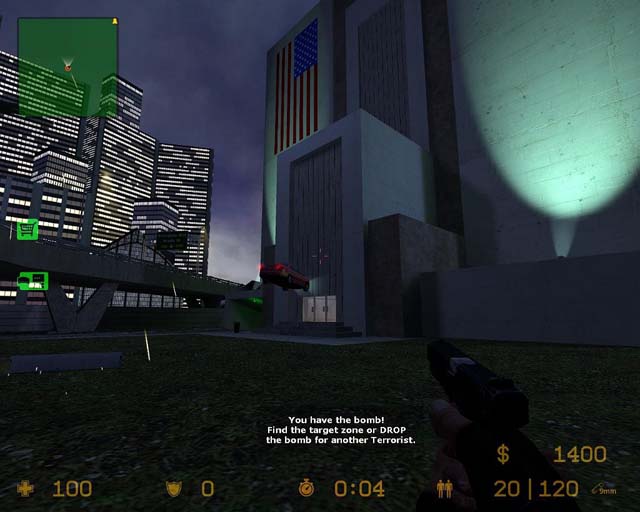 You have the bomb!
Find the target zone or DROP
the bomb for another Terrorist.
$ 1400
100 0 0:04 20|120 9mm